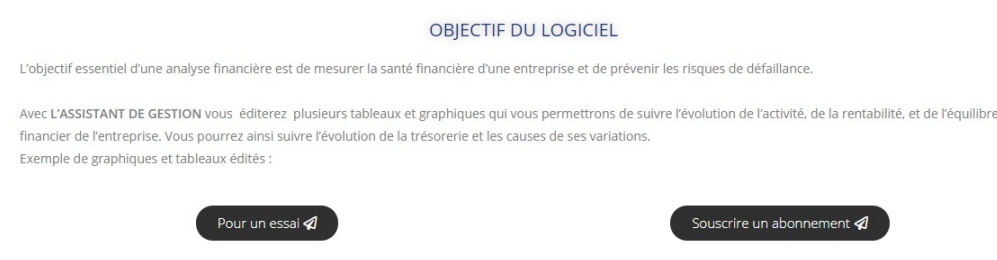 OBJECTIF DU LOGICIEL
L'objectif essentiel d'une analyse financière est de mesurer la santé financière d'une entreprise et de prévenir les risques de défaillance.
Avec L'ASSISTANT DE GESTION vous éditerez plusieurs tableaux et graphiques qui vous permettrons de suivre l'évolution de l'activité, de la rentabilité, et de l'équilibre
financier de l'entreprise. Vous pourrez ainsi suivre l'évolution de la trésorerie et les causes de ses variations.
Exemple de graphiques et tableaux édités :
Pour un essai
Souscrire un abonnement